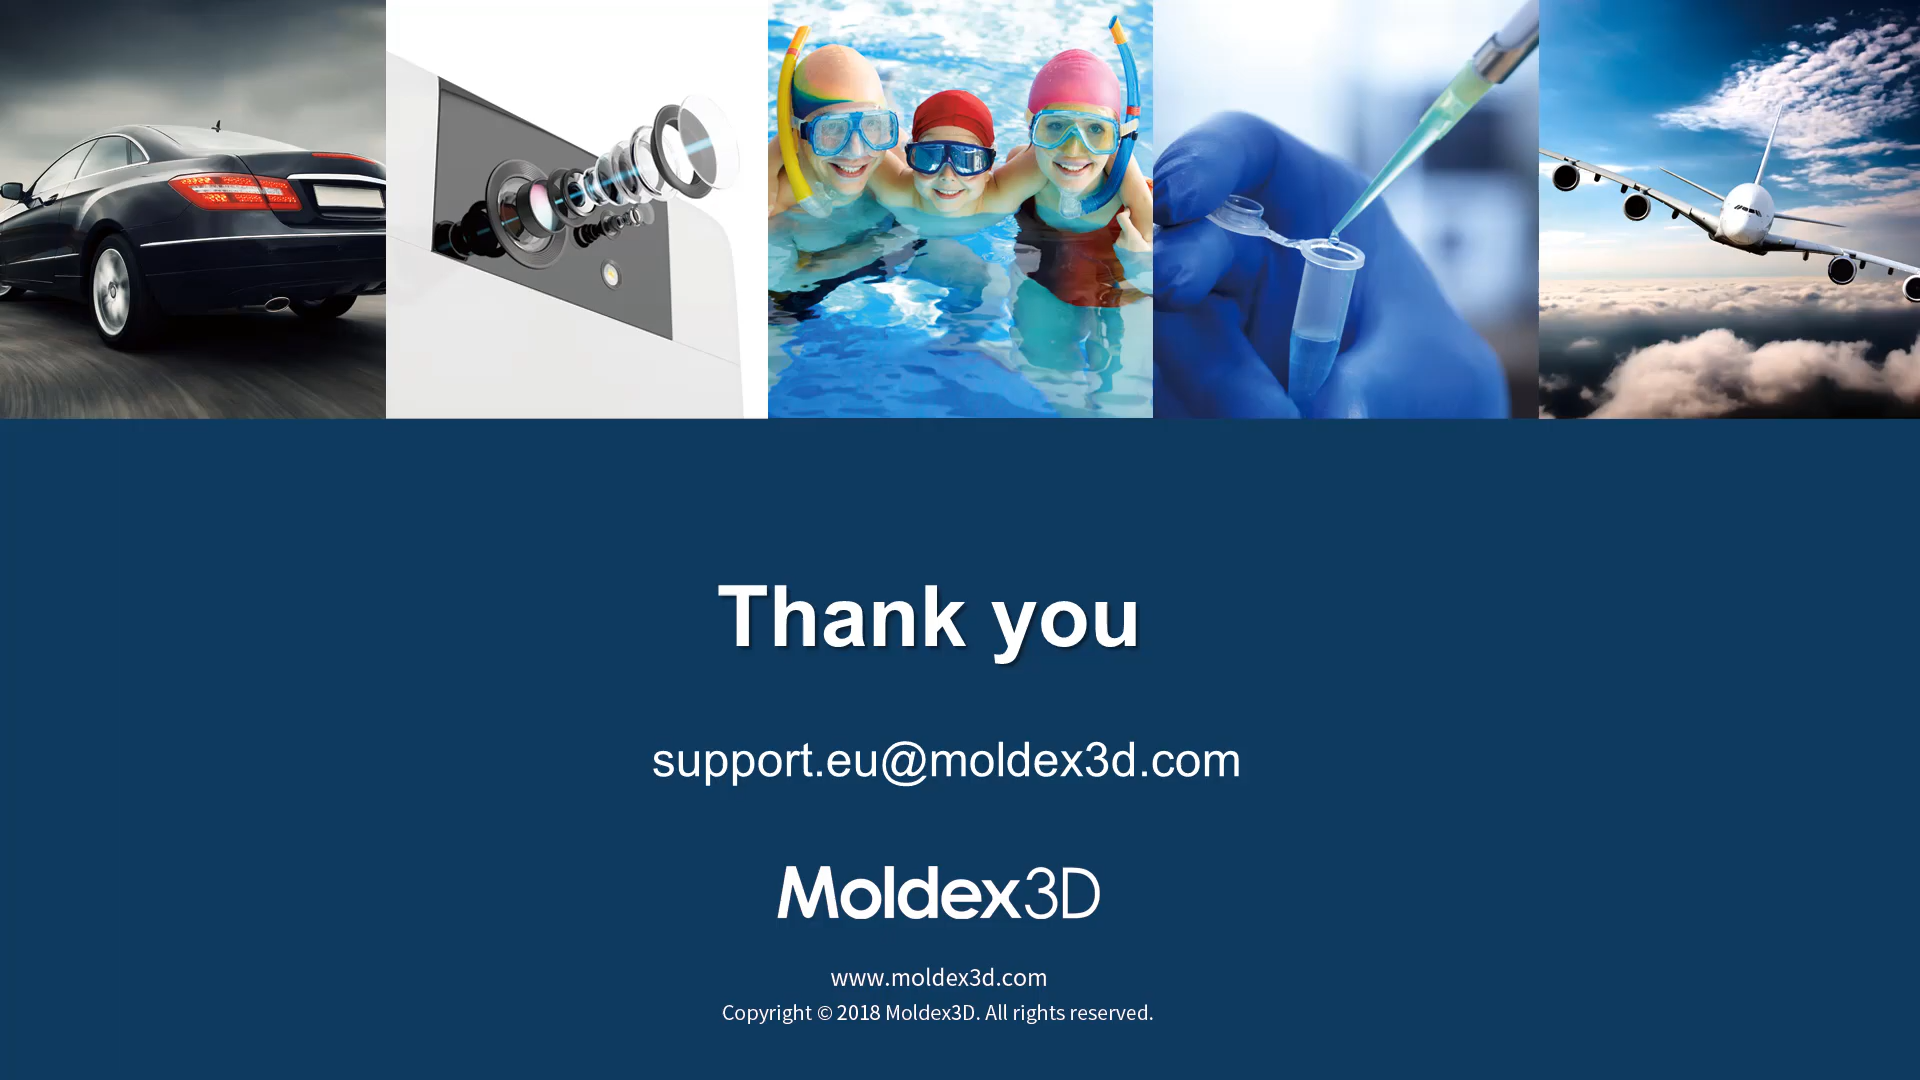 Thank you
support.eu@moldex3d.com
Moldex3D
www.moldex3d.com
Copyright © 2018 Moldex3D. All rights reserved.